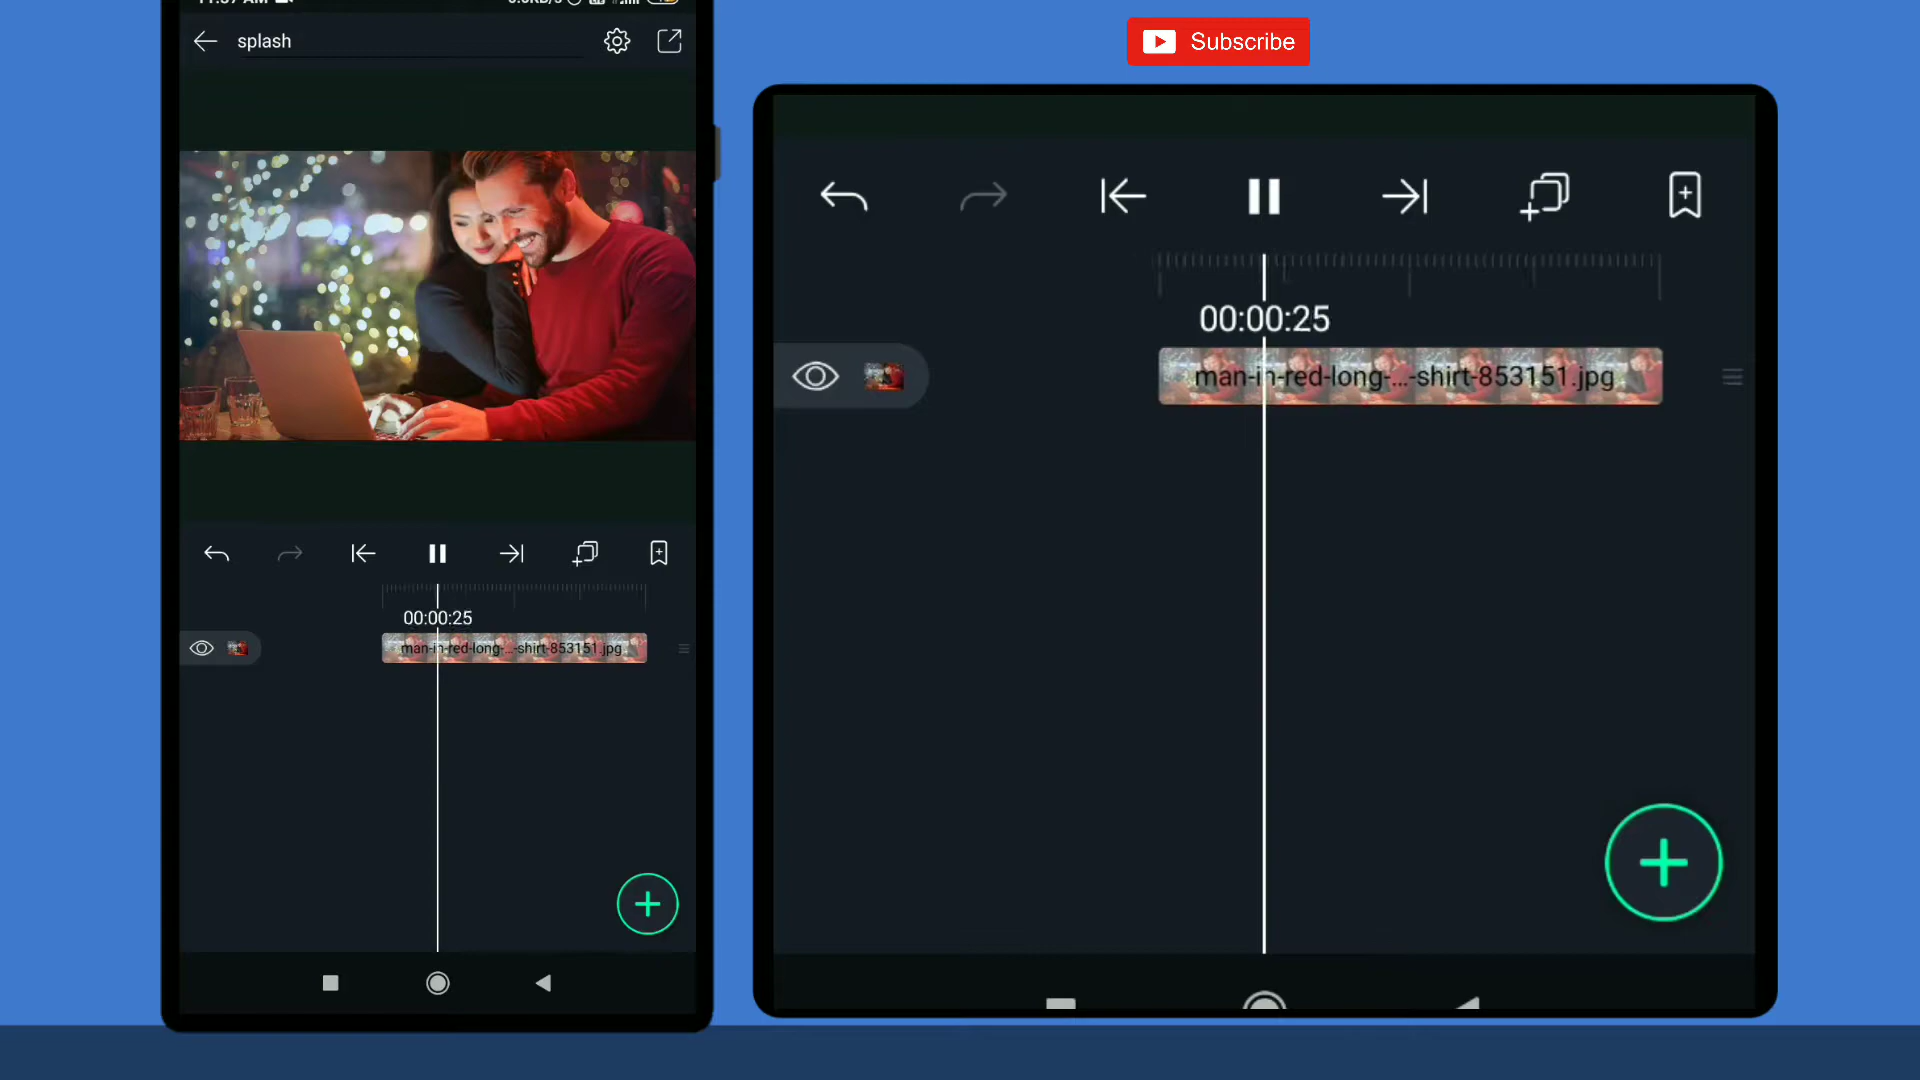 splash
00:00:25
man-in-red-long-...-shirt-853151.jpg
Subscribe
00:00:25
man-in-red-long-...-shirt-853151.jpg